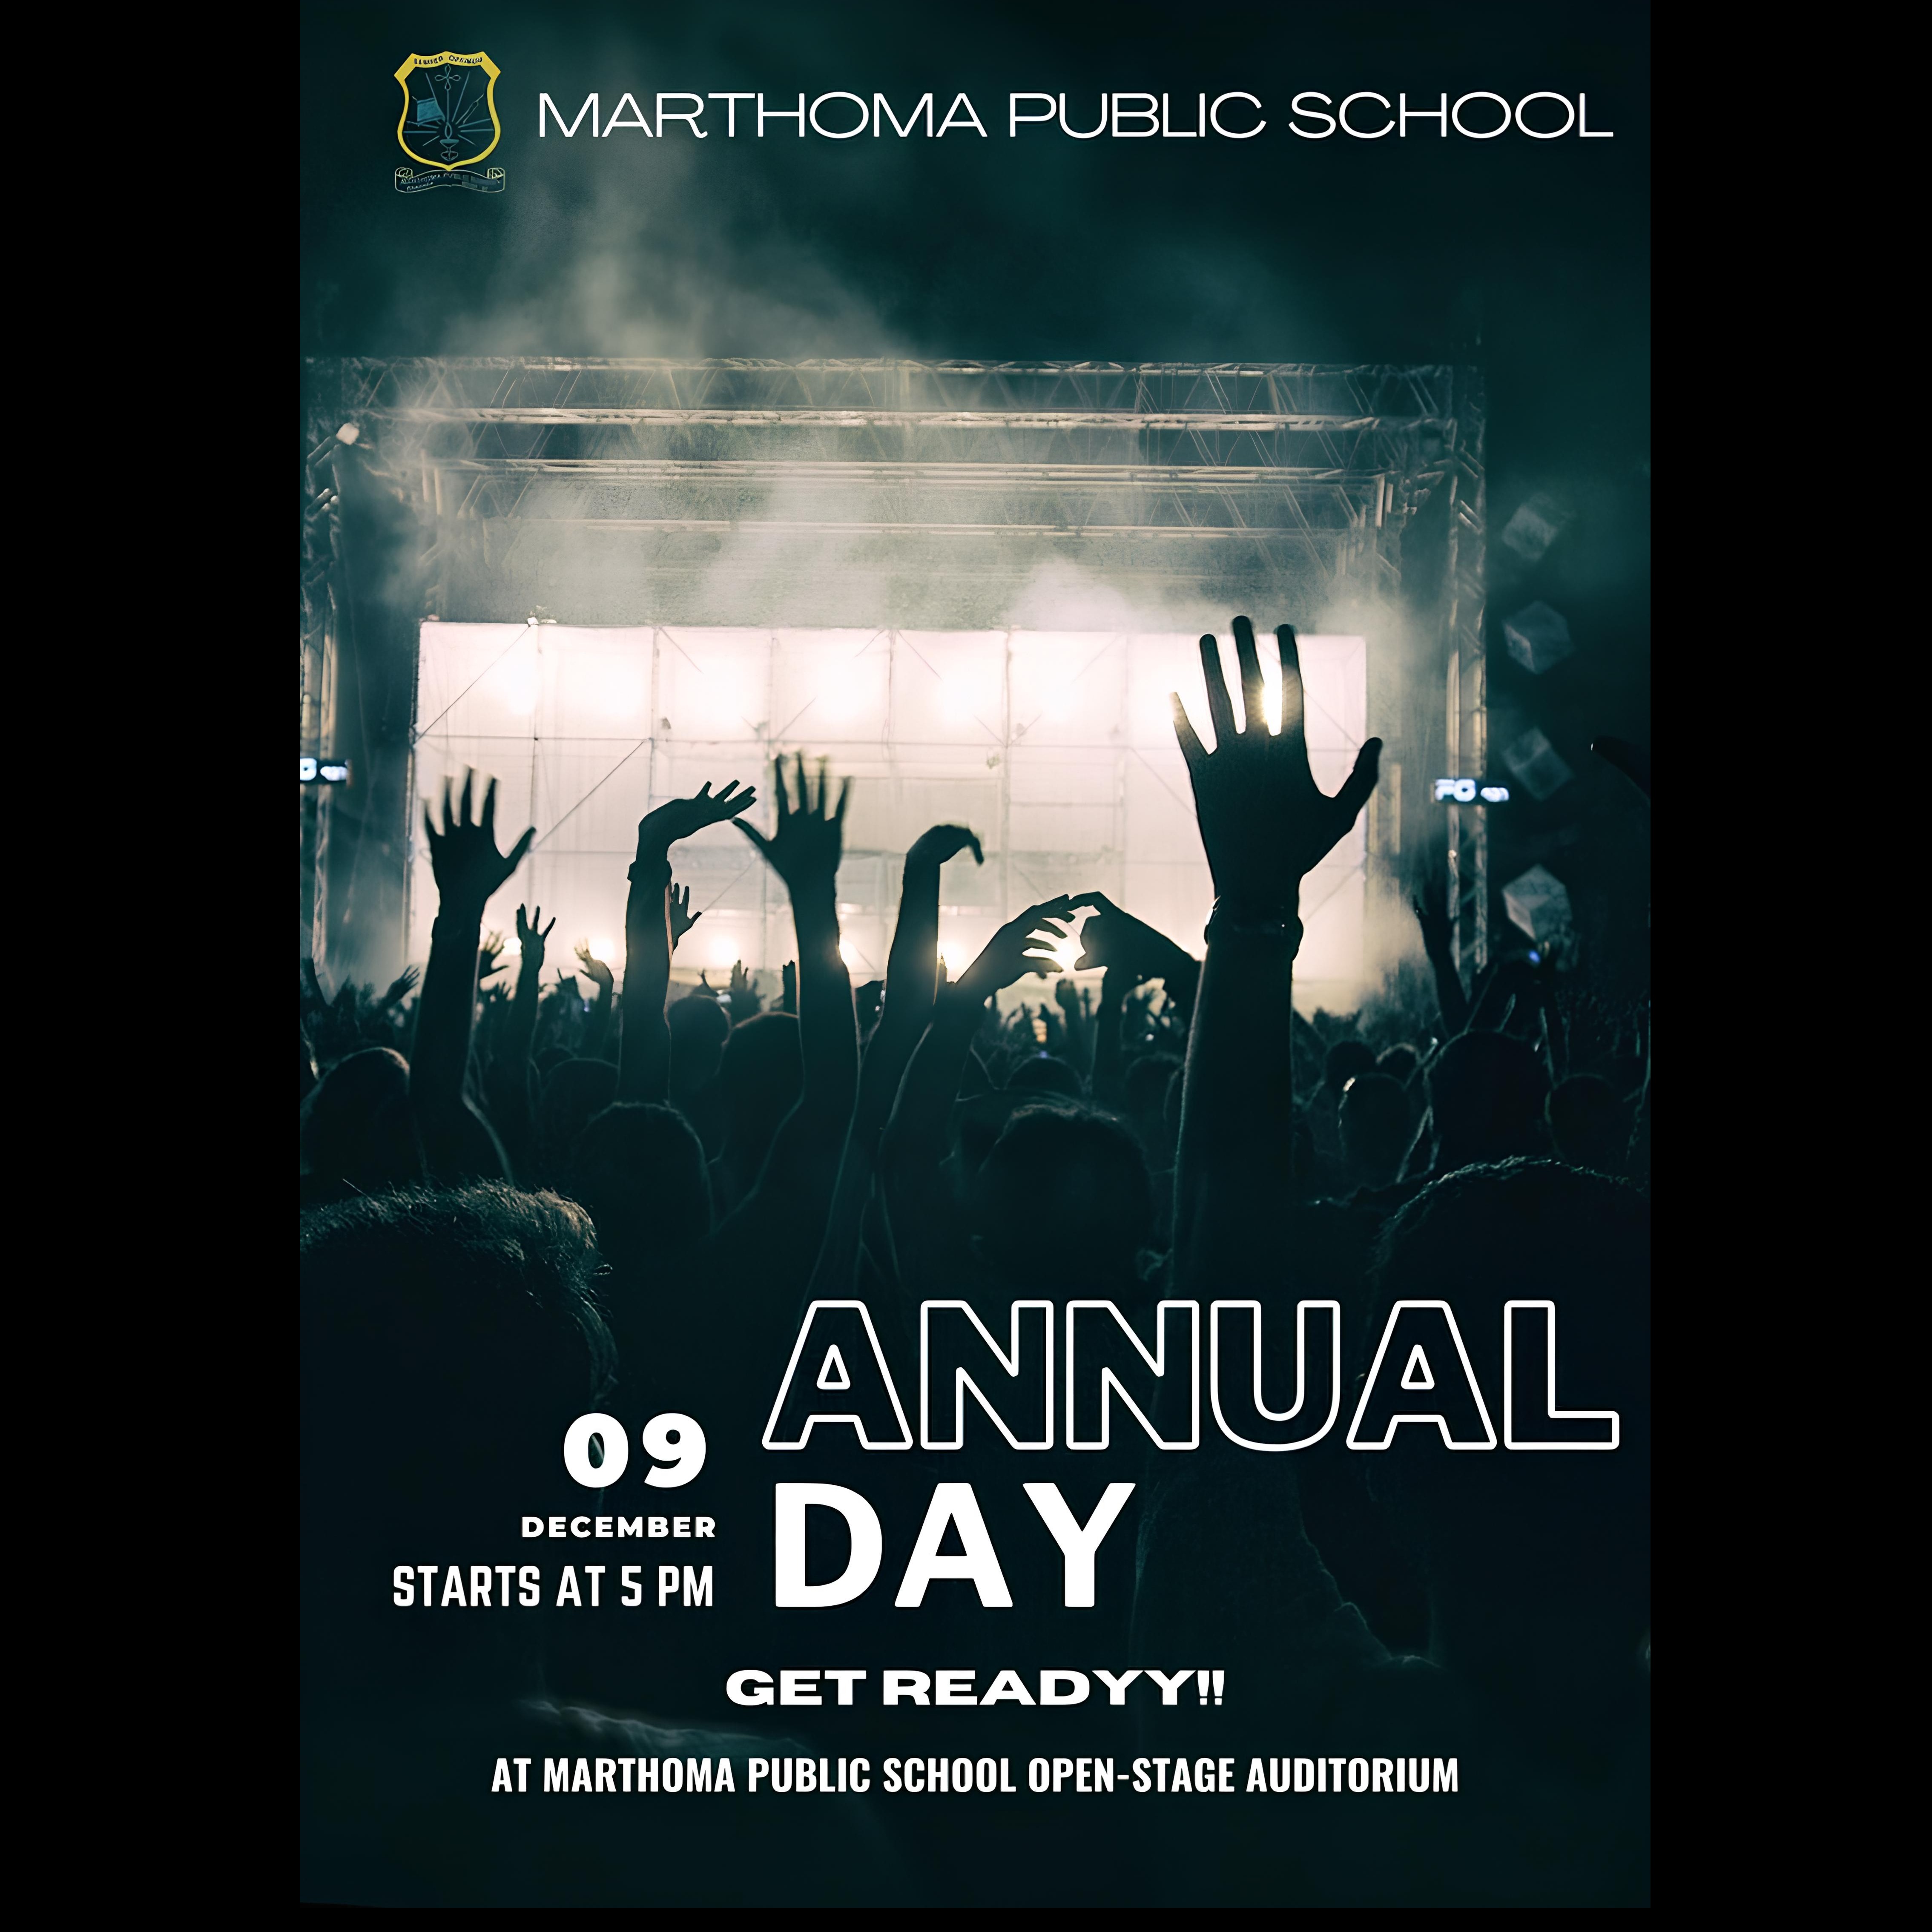 MARTHOMA PUBLIC SCHOOL
ANNUAL
DAY
09
DECEMBER
STARTS AT 5 PM
GET READYY!!
AT MARTHOMA PUBLIC SCHOOL OPEN-STAGE AUDITORIUM